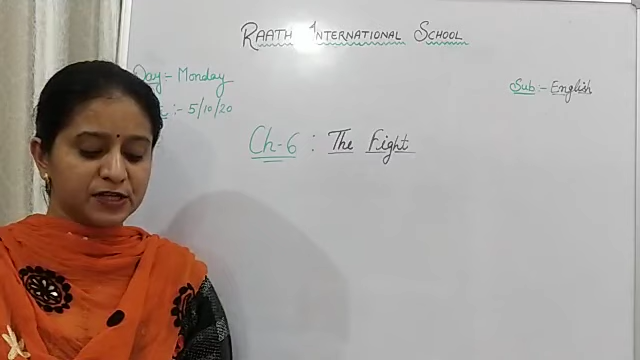 RAATH INTERNATIONAL SCHOOL
Day:- Monday
Sub:- English
:- 5/10/20
Ch-6 : The Fight